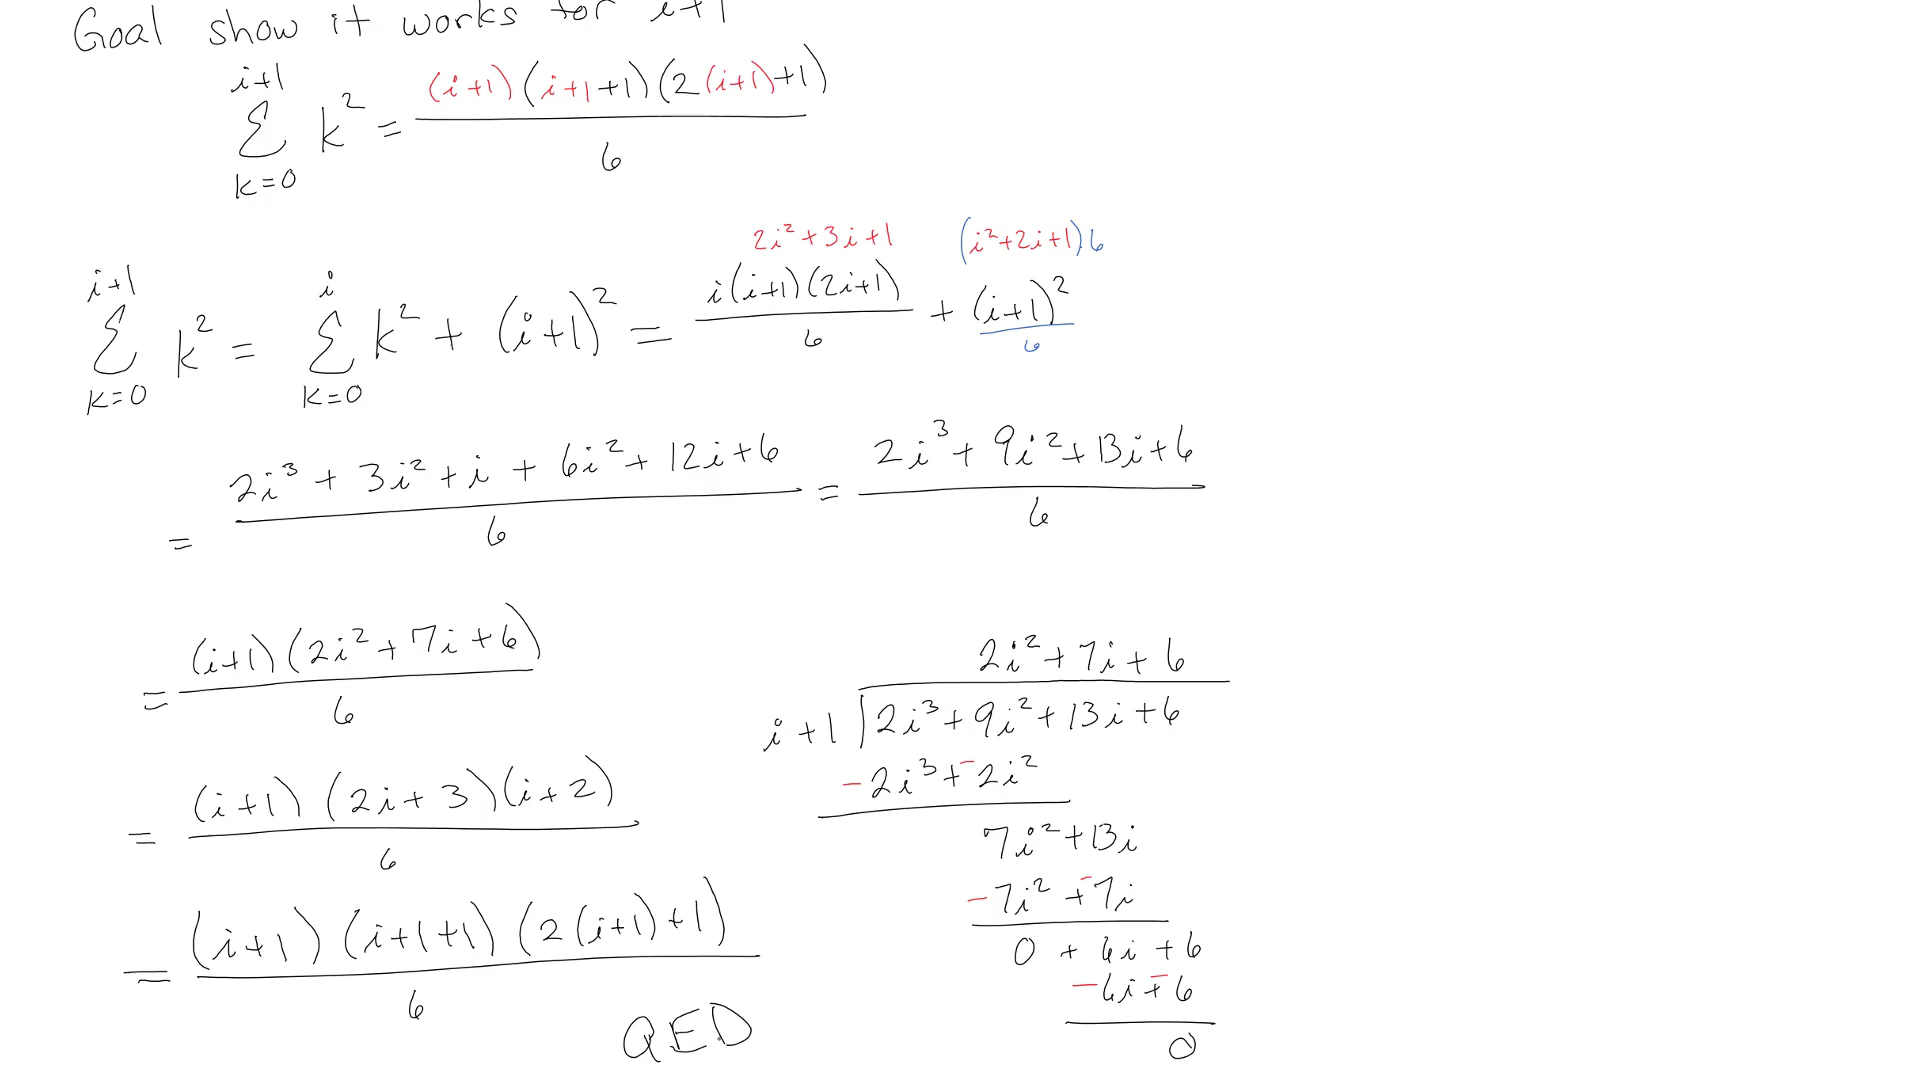 Goal show it works for i+1
i+1
Σ k² = (i+1)(i+1+1)(2(i+1)+1)
k=0
6
2i²+3i+1 (i²+2i+1)·6
i+1 i i(i+1)(2i+1)
Σ k² = Σ k² + (i+1)² = + (i+1)²
k=0 k=0 6 6
2i³ + 3i² + i + 6i² + 12i + 6 = 2i³ + 9i² + 13i + 6
= 6 6
(i+1)(2i²+7i+6)
= 6
(i+1)(2i+3)(i+2)
= 6
(i+1)(i+1+1)(2(i+1)+1)
= 6
QED
2i²+7i+6
i+1 2i³+9i²+13i+6
-2i³+-2i²
7i²+13i
-7i²+-7i
0 + 6i + 6
-6i+-6
0